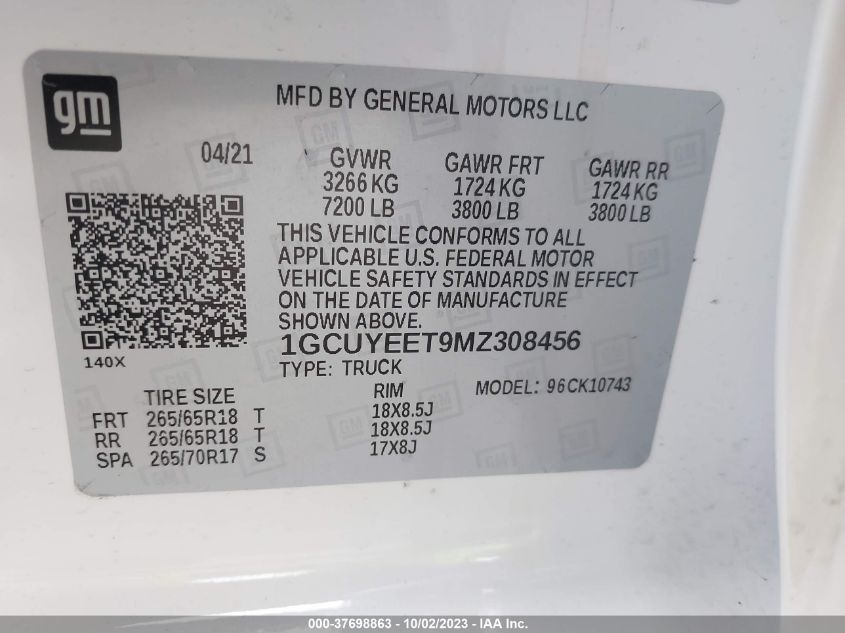 gm
MFD BY GENERAL MOTORS LLC
04/21 GVWR GAWR FRT GAWR RR
3266 KG 1724 KG 1724 KG
7200 LB 3800 LB 3800 LB
THIS VEHICLE CONFORMS TO ALL
APPLICABLE U.S. FEDERAL MOTOR
VEHICLE SAFETY STANDARDS IN EFFECT
ON THE DATE OF MANUFACTURE
SHOWN ABOVE.
1GCUYEET9MZ308456
140X
TYPE: TRUCK
TIRE SIZE RIM MODEL: 96CK10743
FRT 265/65R18 T 18X8.5J
RR 265/65R18 T 18X8.5J
SPA 265/70R17 S 17X8J
000-37698863 - 10/02/2023 - IAA Inc.